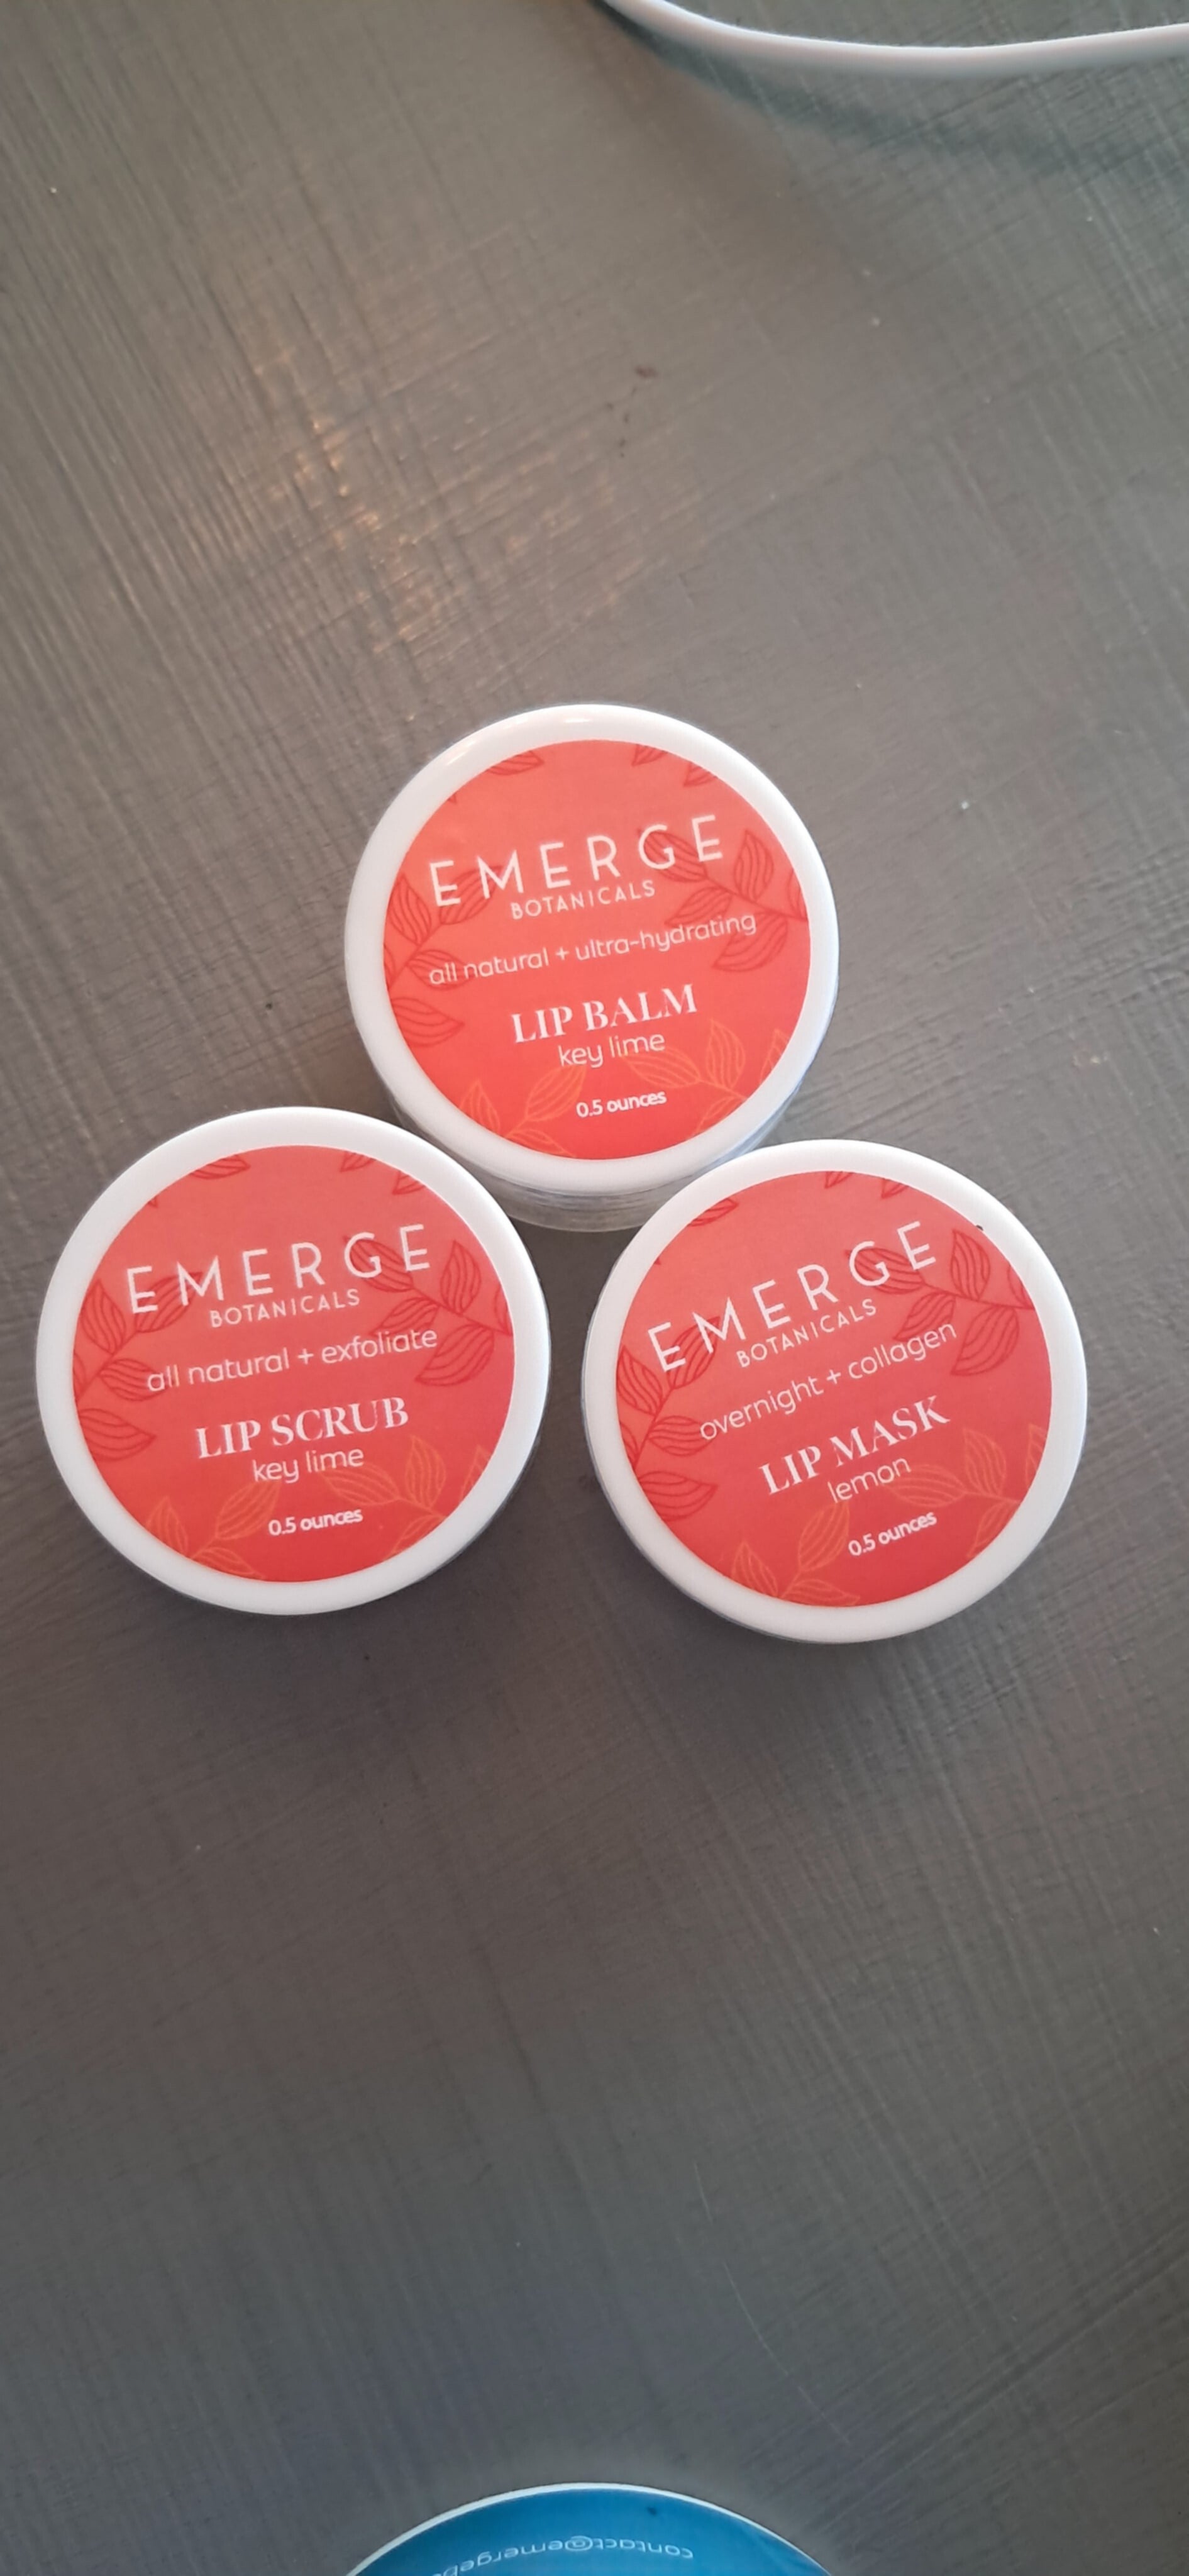 EMERGE
BOTANICALS
all natural + ultra-hydrating
LIP BALM
key lime
0.5 ounces
EMERGE
BOTANICALS
all natural + exfoliate
LIP SCRUB
key lime
0.5 ounces
EMERGE
BOTANICALS
overnight + collagen
LIP MASK
lemon
0.5 ounces